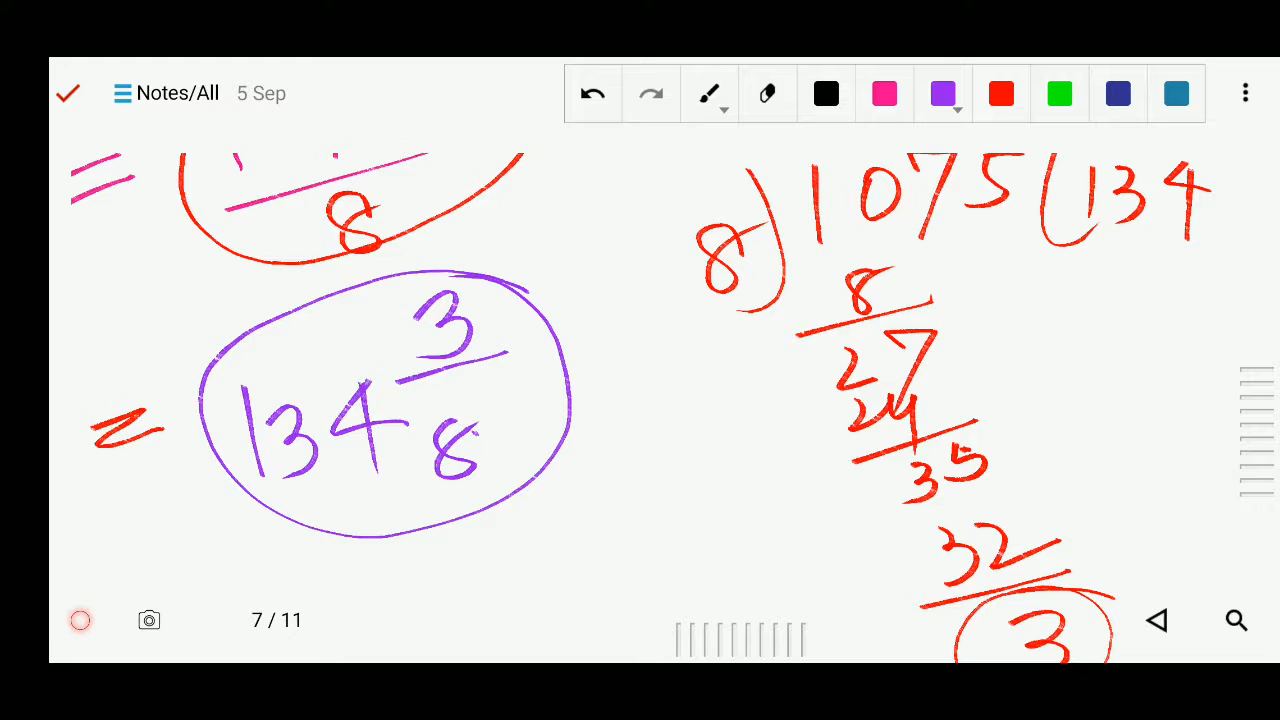 Notes/All 5 Sep
8) 1075 ( 134
8
8
27
24
35
32
3
= 134 3/8
7 / 11